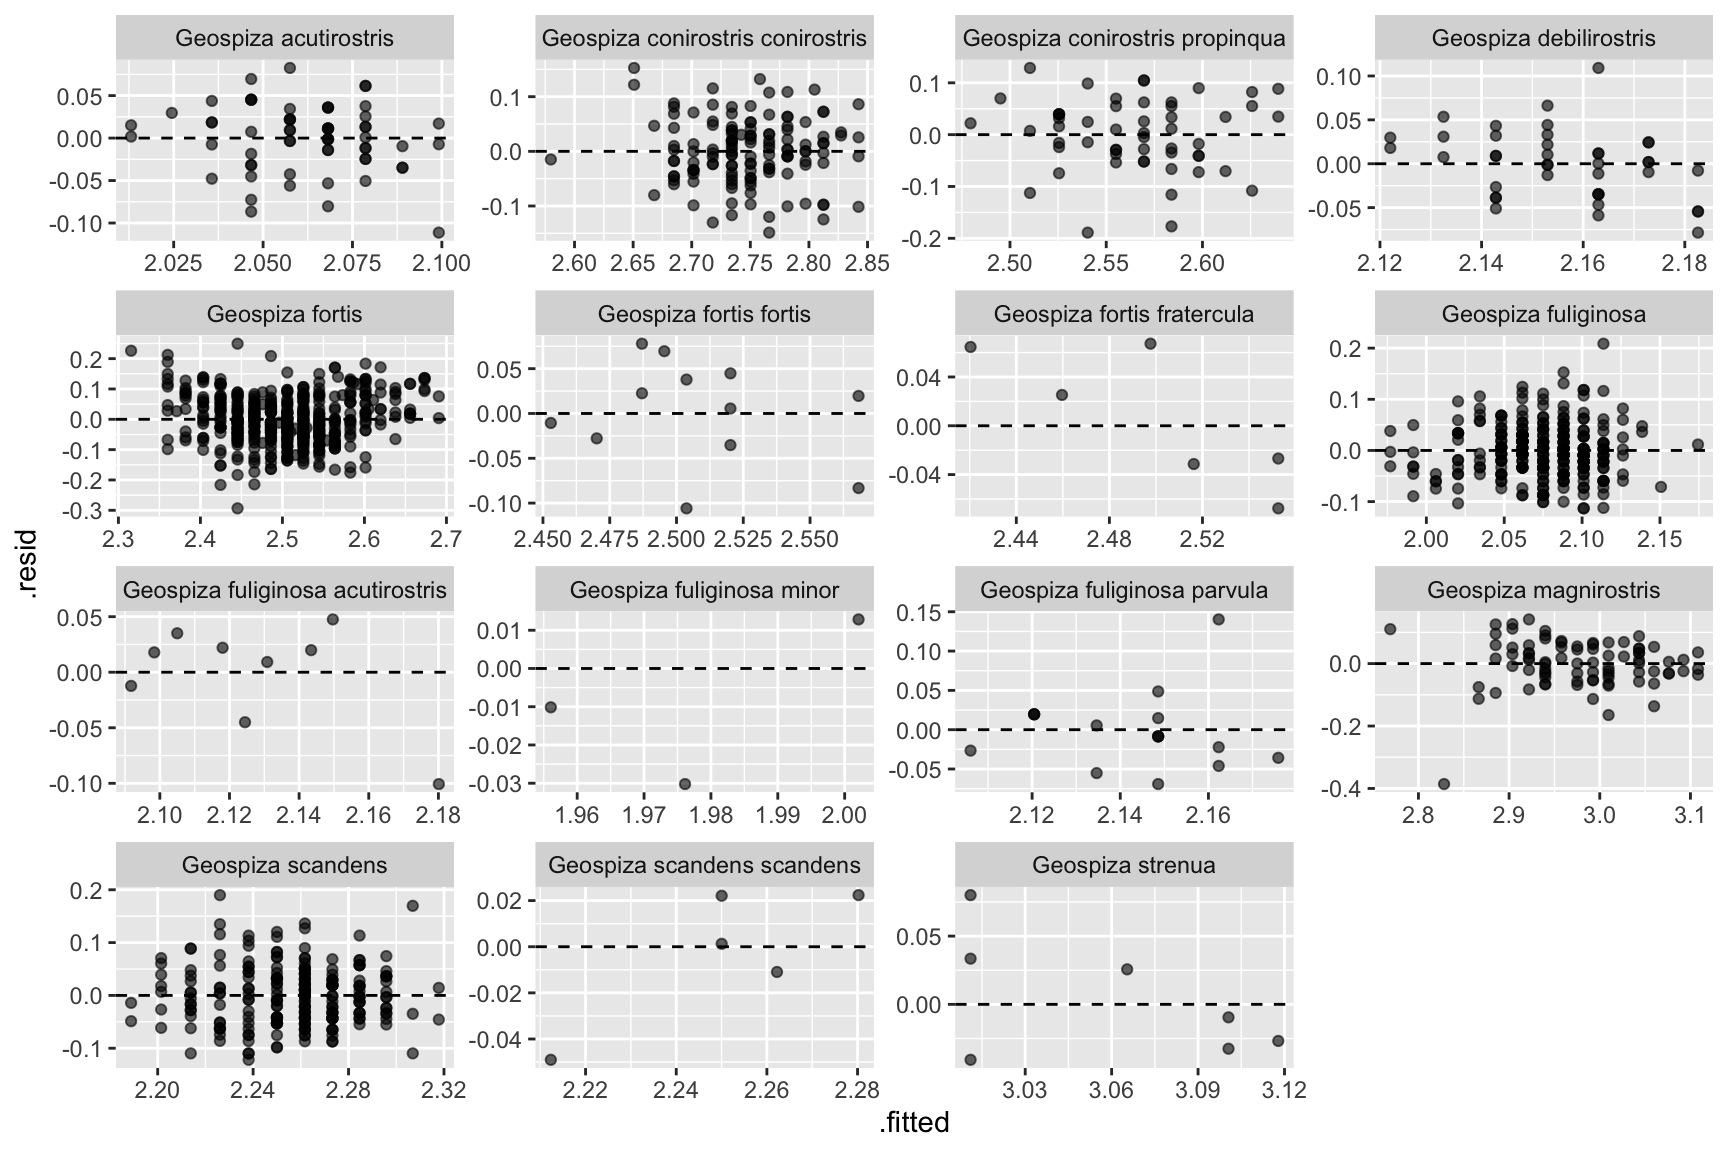 Geospiza acutirostris
Geospiza conirostris conirostris
Geospiza conirostris propinqua
Geospiza debilirostris
0.05
0.00
-0.05
-0.10
0.1
0.0
-0.1
0.1
0.0
-0.1
-0.2
0.10
0.05
0.00
-0.05
2.025 2.050 2.075 2.100
2.60 2.65 2.70 2.75 2.80 2.85
2.50 2.55 2.60
2.12 2.14 2.16 2.18
Geospiza fortis
Geospiza fortis fortis
Geospiza fortis fratercula
Geospiza fuliginosa
0.2
0.1
0.0
-0.1
-0.2
-0.3
0.05
0.00
-0.05
-0.10
0.04
0.00
-0.04
0.2
0.1
0.0
-0.1
2.3 2.4 2.5 2.6 2.7
2.450 2.475 2.500 2.525 2.550
2.44 2.48 2.52
2.00 2.05 2.10 2.15
.resid
Geospiza fuliginosa acutirostris
Geospiza fuliginosa minor
Geospiza fuliginosa parvula
Geospiza magnirostris
0.05
0.00
-0.05
-0.10
0.01
0.00
-0.01
-0.02
-0.03
0.15
0.10
0.05
0.00
-0.05
0.0
-0.2
-0.4
2.10 2.12 2.14 2.16 2.18
1.96 1.97 1.98 1.99 2.00
2.12 2.14 2.16
2.8 2.9 3.0 3.1
Geospiza scandens
Geospiza scandens scandens
Geospiza strenua
0.2
0.1
0.0
-0.1
0.02
0.00
-0.02
-0.04
0.05
0.00
2.20 2.24 2.28 2.32
2.22 2.24 2.26 2.28
3.03 3.06 3.09 3.12
.fitted